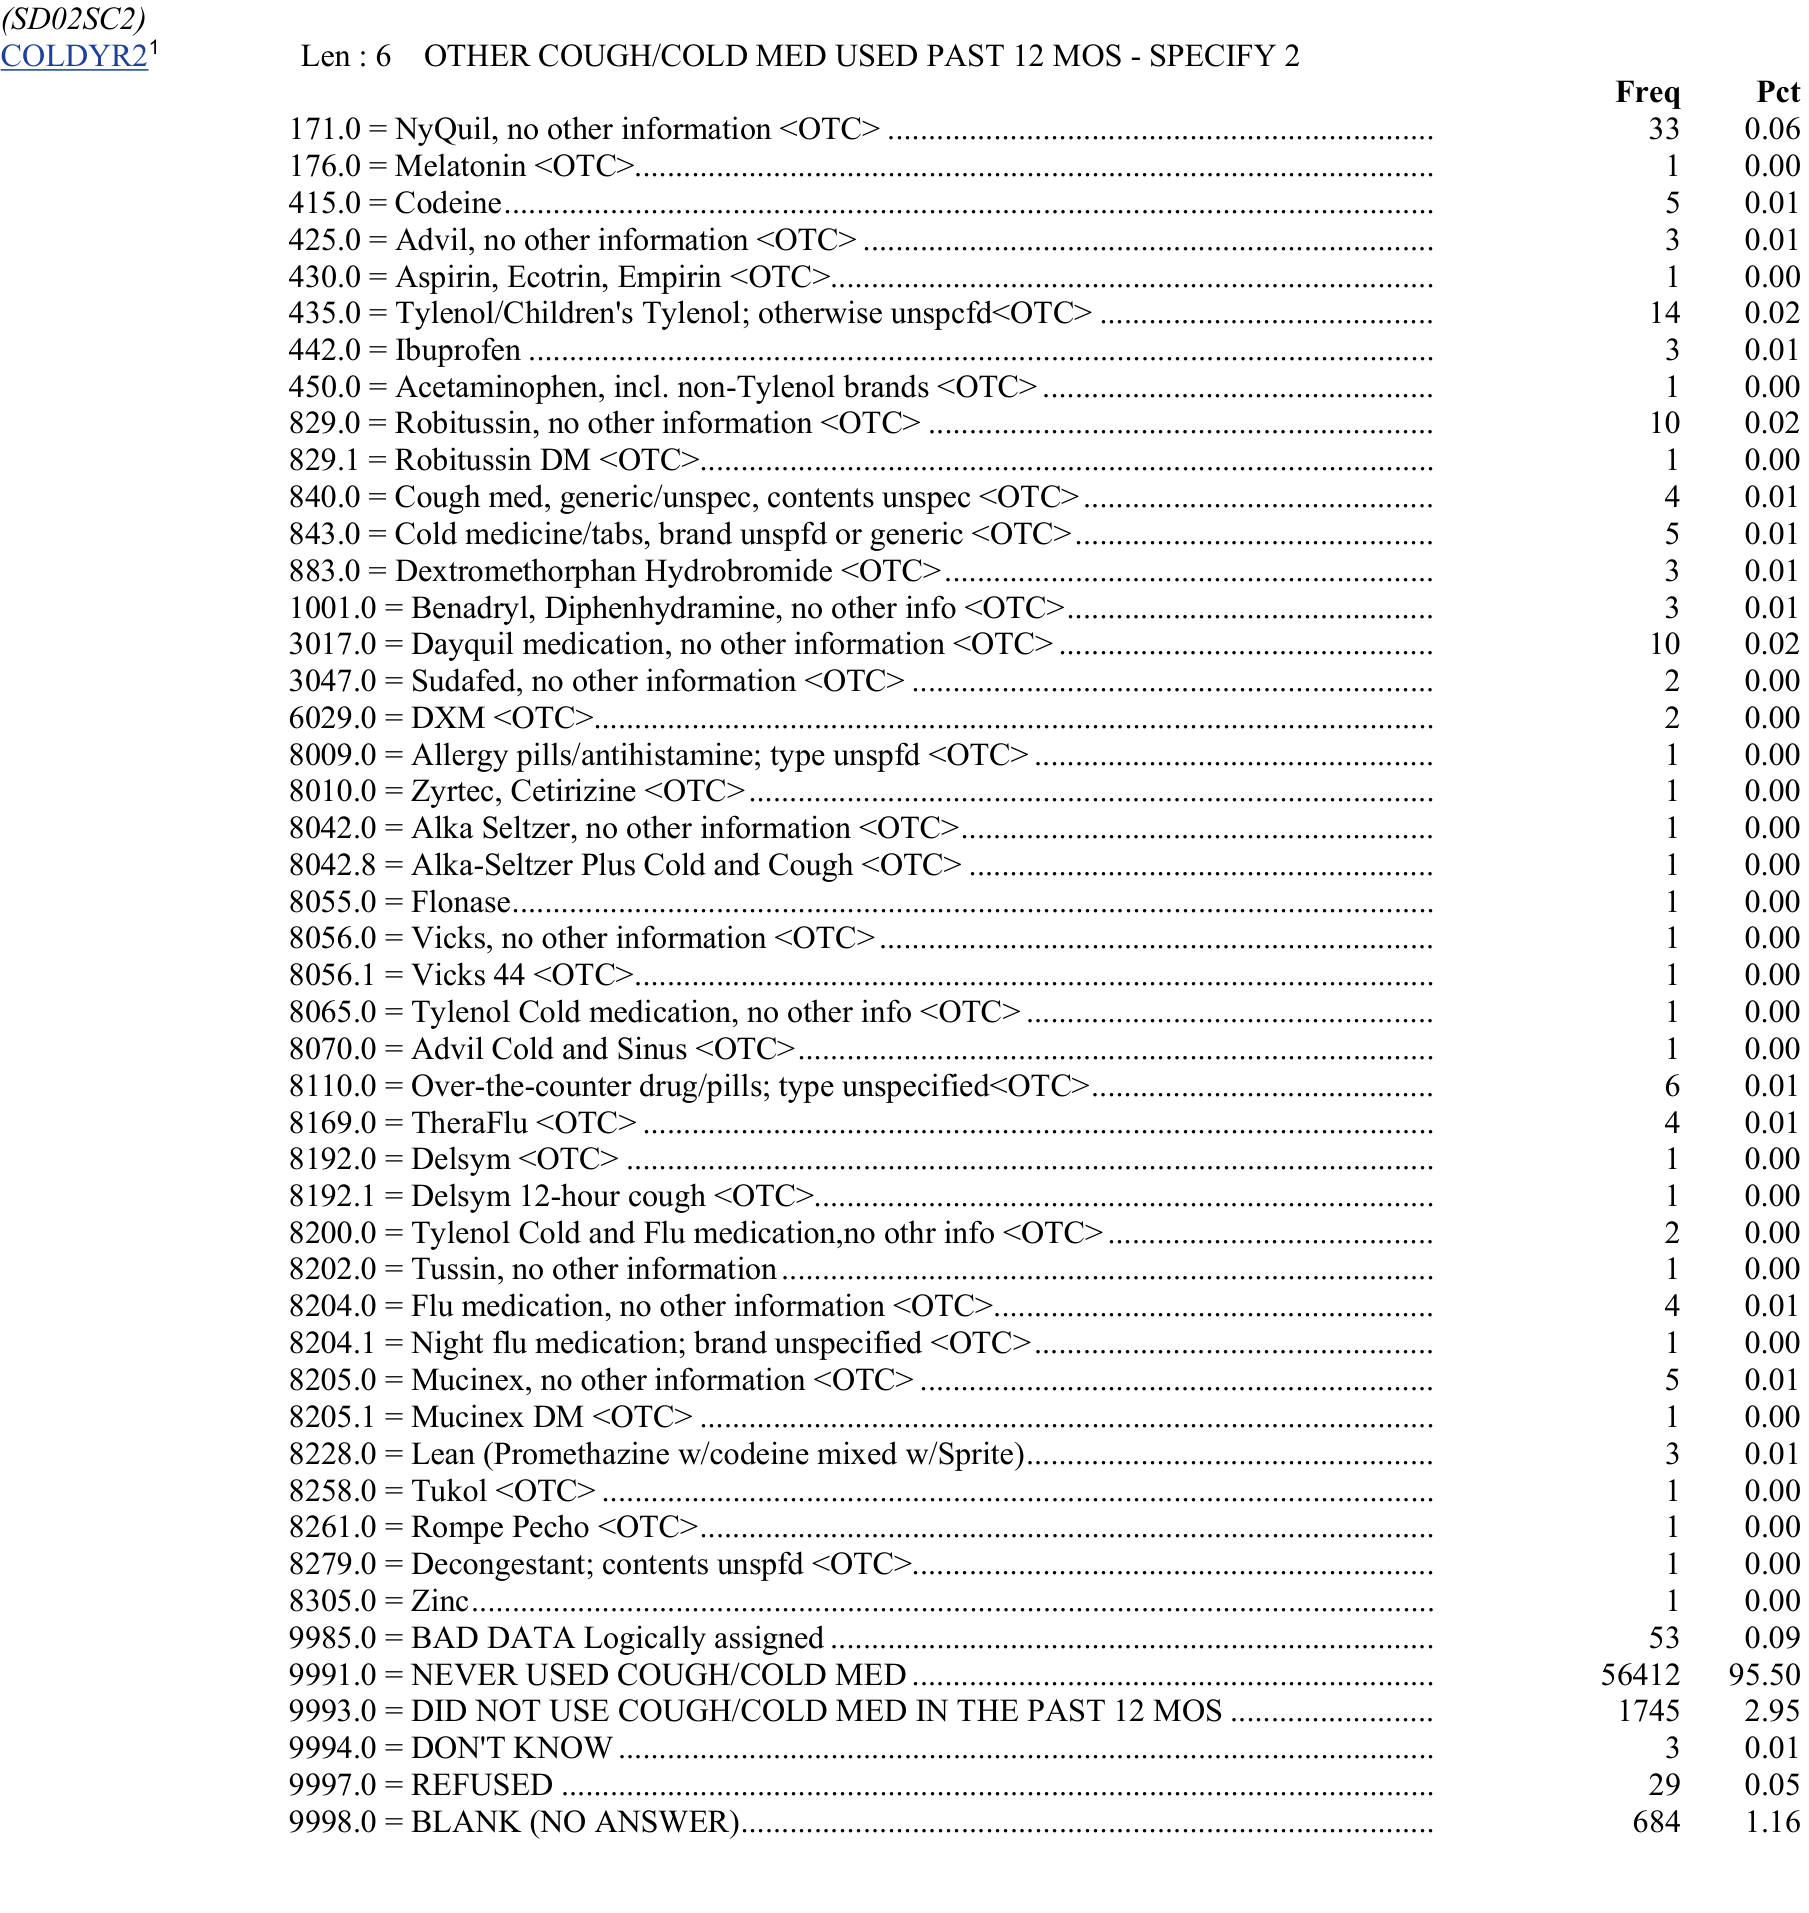 (SD02SC2)
COLDYR2¹ Len : 6 OTHER COUGH/COLD MED USED PAST 12 MOS - SPECIFY 2
Freq Pct
171.0 = NyQuil, no other information <OTC> 33 0.06
176.0 = Melatonin <OTC> 1 0.00
415.0 = Codeine 5 0.01
425.0 = Advil, no other information <OTC> 3 0.01
430.0 = Aspirin, Ecotrin, Empirin <OTC> 1 0.00
435.0 = Tylenol/Children's Tylenol; otherwise unspcfd<OTC> 14 0.02
442.0 = Ibuprofen 3 0.01
450.0 = Acetaminophen, incl. non-Tylenol brands <OTC> 1 0.00
829.0 = Robitussin, no other information <OTC> 10 0.02
829.1 = Robitussin DM <OTC> 1 0.00
840.0 = Cough med, generic/unspec, contents unspec <OTC> 4 0.01
843.0 = Cold medicine/tabs, brand unspfd or generic <OTC> 5 0.01
883.0 = Dextromethorphan Hydrobromide <OTC> 3 0.01
1001.0 = Benadryl, Diphenhydramine, no other info <OTC> 3 0.01
3017.0 = Dayquil medication, no other information <OTC> 10 0.02
3047.0 = Sudafed, no other information <OTC> 2 0.00
6029.0 = DXM <OTC> 2 0.00
8009.0 = Allergy pills/antihistamine; type unspfd <OTC> 1 0.00
8010.0 = Zyrtec, Cetirizine <OTC> 1 0.00
8042.0 = Alka Seltzer, no other information <OTC> 1 0.00
8042.8 = Alka-Seltzer Plus Cold and Cough <OTC> 1 0.00
8055.0 = Flonase 1 0.00
8056.0 = Vicks, no other information <OTC> 1 0.00
8056.1 = Vicks 44 <OTC> 1 0.00
8065.0 = Tylenol Cold medication, no other info <OTC> 1 0.00
8070.0 = Advil Cold and Sinus <OTC> 1 0.00
8110.0 = Over-the-counter drug/pills; type unspecified<OTC> 6 0.01
8169.0 = TheraFlu <OTC> 4 0.01
8192.0 = Delsym <OTC> 1 0.00
8192.1 = Delsym 12-hour cough <OTC> 1 0.00
8200.0 = Tylenol Cold and Flu medication,no othr info <OTC> 2 0.00
8202.0 = Tussin, no other information 1 0.00
8204.0 = Flu medication, no other information <OTC> 4 0.01
8204.1 = Night flu medication; brand unspecified <OTC> 1 0.00
8205.0 = Mucinex, no other information <OTC> 5 0.01
8205.1 = Mucinex DM <OTC> 1 0.00
8228.0 = Lean (Promethazine w/codeine mixed w/Sprite) 3 0.01
8258.0 = Tukol <OTC> 1 0.00
8261.0 = Rompe Pecho <OTC> 1 0.00
8279.0 = Decongestant; contents unspfd <OTC> 1 0.00
8305.0 = Zinc 1 0.00
9985.0 = BAD DATA Logically assigned 53 0.09
9991.0 = NEVER USED COUGH/COLD MED 56412 95.50
9993.0 = DID NOT USE COUGH/COLD MED IN THE PAST 12 MOS 1745 2.95
9994.0 = DON'T KNOW 3 0.01
9997.0 = REFUSED 29 0.05
9998.0 = BLANK (NO ANSWER) 684 1.16